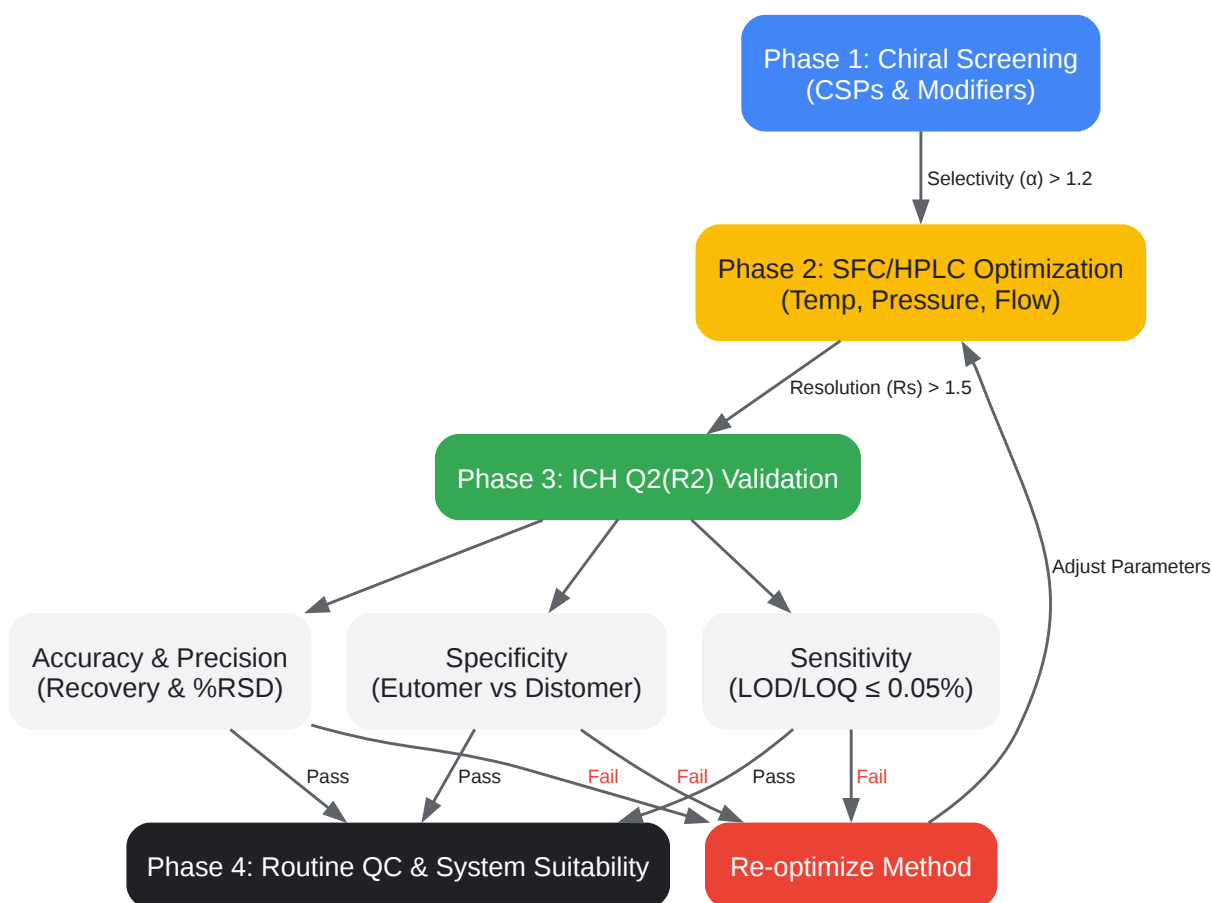 Phase 1: Chiral Screening
(CSPs & Modifiers)
Selectivity (α) > 1.2
Phase 2: SFC/HPLC Optimization
(Temp, Pressure, Flow)
Resolution (Rs) > 1.5
Phase 3: ICH Q2(R2) Validation
Adjust Parameters
Accuracy & Precision
(Recovery & %RSD)
Specificity
(Eutomer vs Distomer)
Sensitivity
(LOD/LOQ ≤ 0.05%)
Pass
Pass
Fail
Fail
Pass
Fail
Phase 4: Routine QC & System Suitability
Re-optimize Method